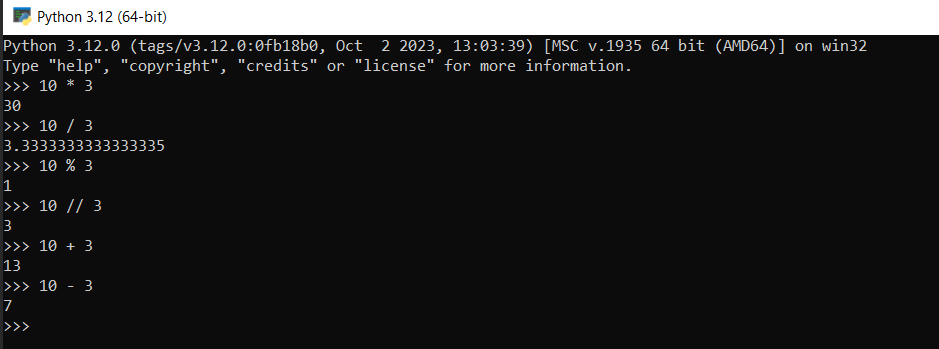 Python 3.12 (64-bit)
Python 3.12.0 (tags/v3.12.0:0fb18b0, Oct  2 2023, 13:03:39) [MSC v.1935 64 bit (AMD64)] on win32
Type "help", "copyright", "credits" or "license" for more information.
>>> 10 * 3
30
>>> 10 / 3
3.3333333333333335
>>> 10 % 3
1
>>> 10 // 3
3
>>> 10 + 3
13
>>> 10 - 3
7
>>>